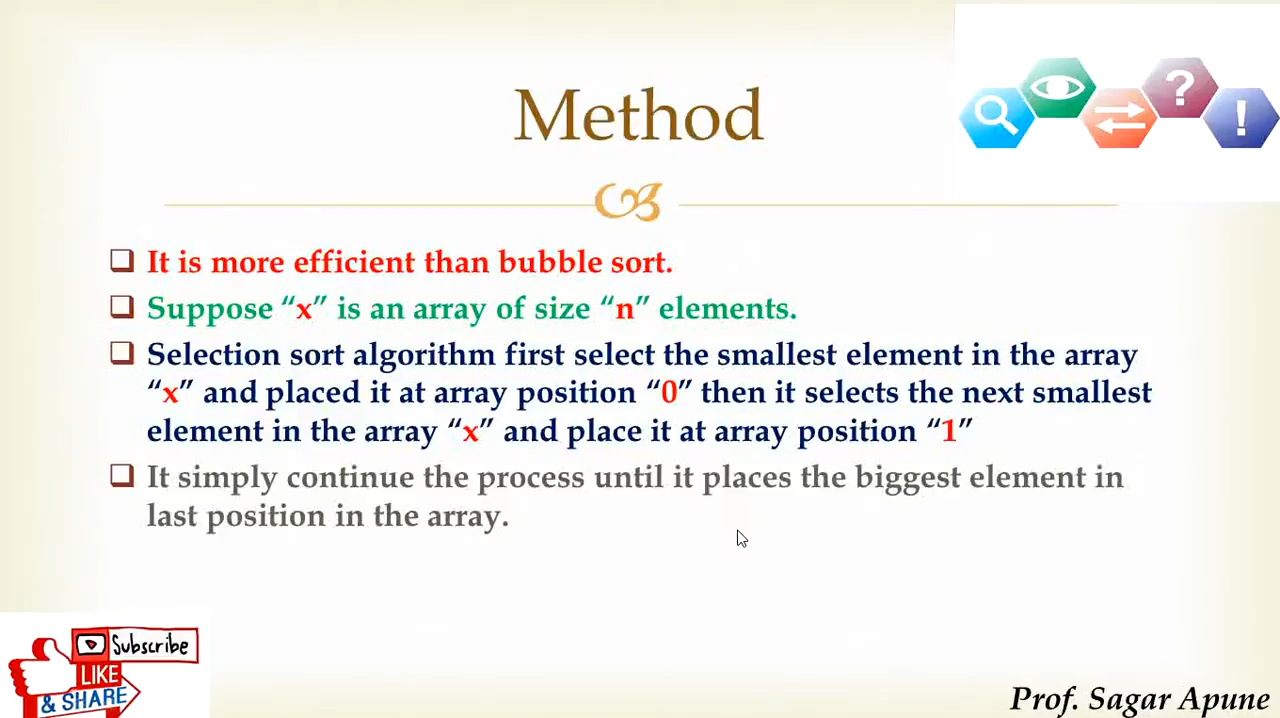 Method
It is more efficient than bubble sort.
Suppose “x” is an array of size “n” elements.
Selection sort algorithm first select the smallest element in the array
“x” and placed it at array position “0” then it selects the next smallest
element in the array “x” and place it at array position “1”
It simply continue the process until it places the biggest element in
last position in the array.
Subscribe
LIKE
& SHARE
Prof. Sagar Apune